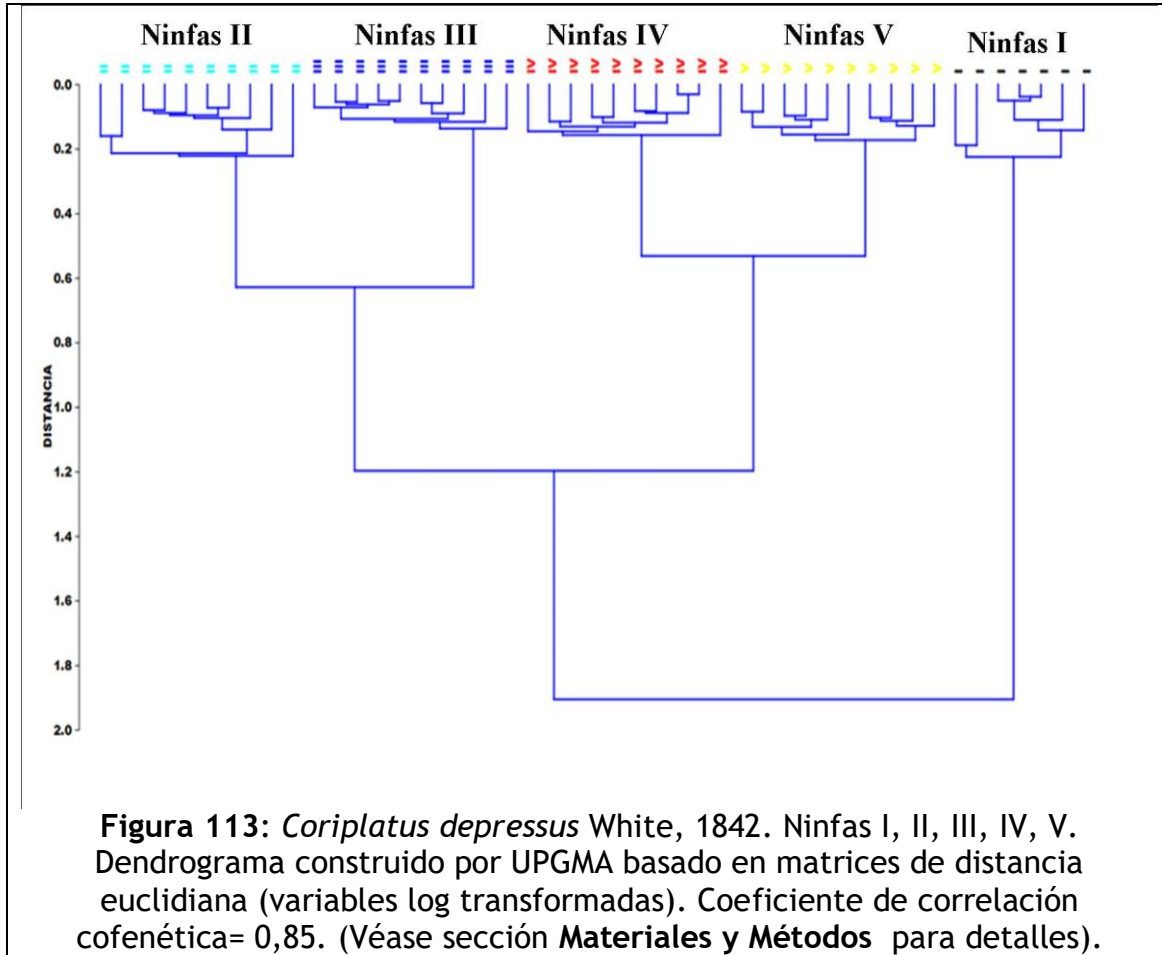 Ninfas II Ninfas III Ninfas IV Ninfas V Ninfas I
0.0
0.2
0.4
0.6
0.8
1.0
1.2
1.4
1.6
1.8
2.0
DISTANCIA
Figura 113: Coriplatus depressus White, 1842. Ninfas I, II, III, IV, V.
Dendrograma construido por UPGMA basado en matrices de distancia
euclidiana (variables log transformadas). Coeficiente de correlación
cofenética= 0,85. (Véase sección Materiales y Métodos para detalles).